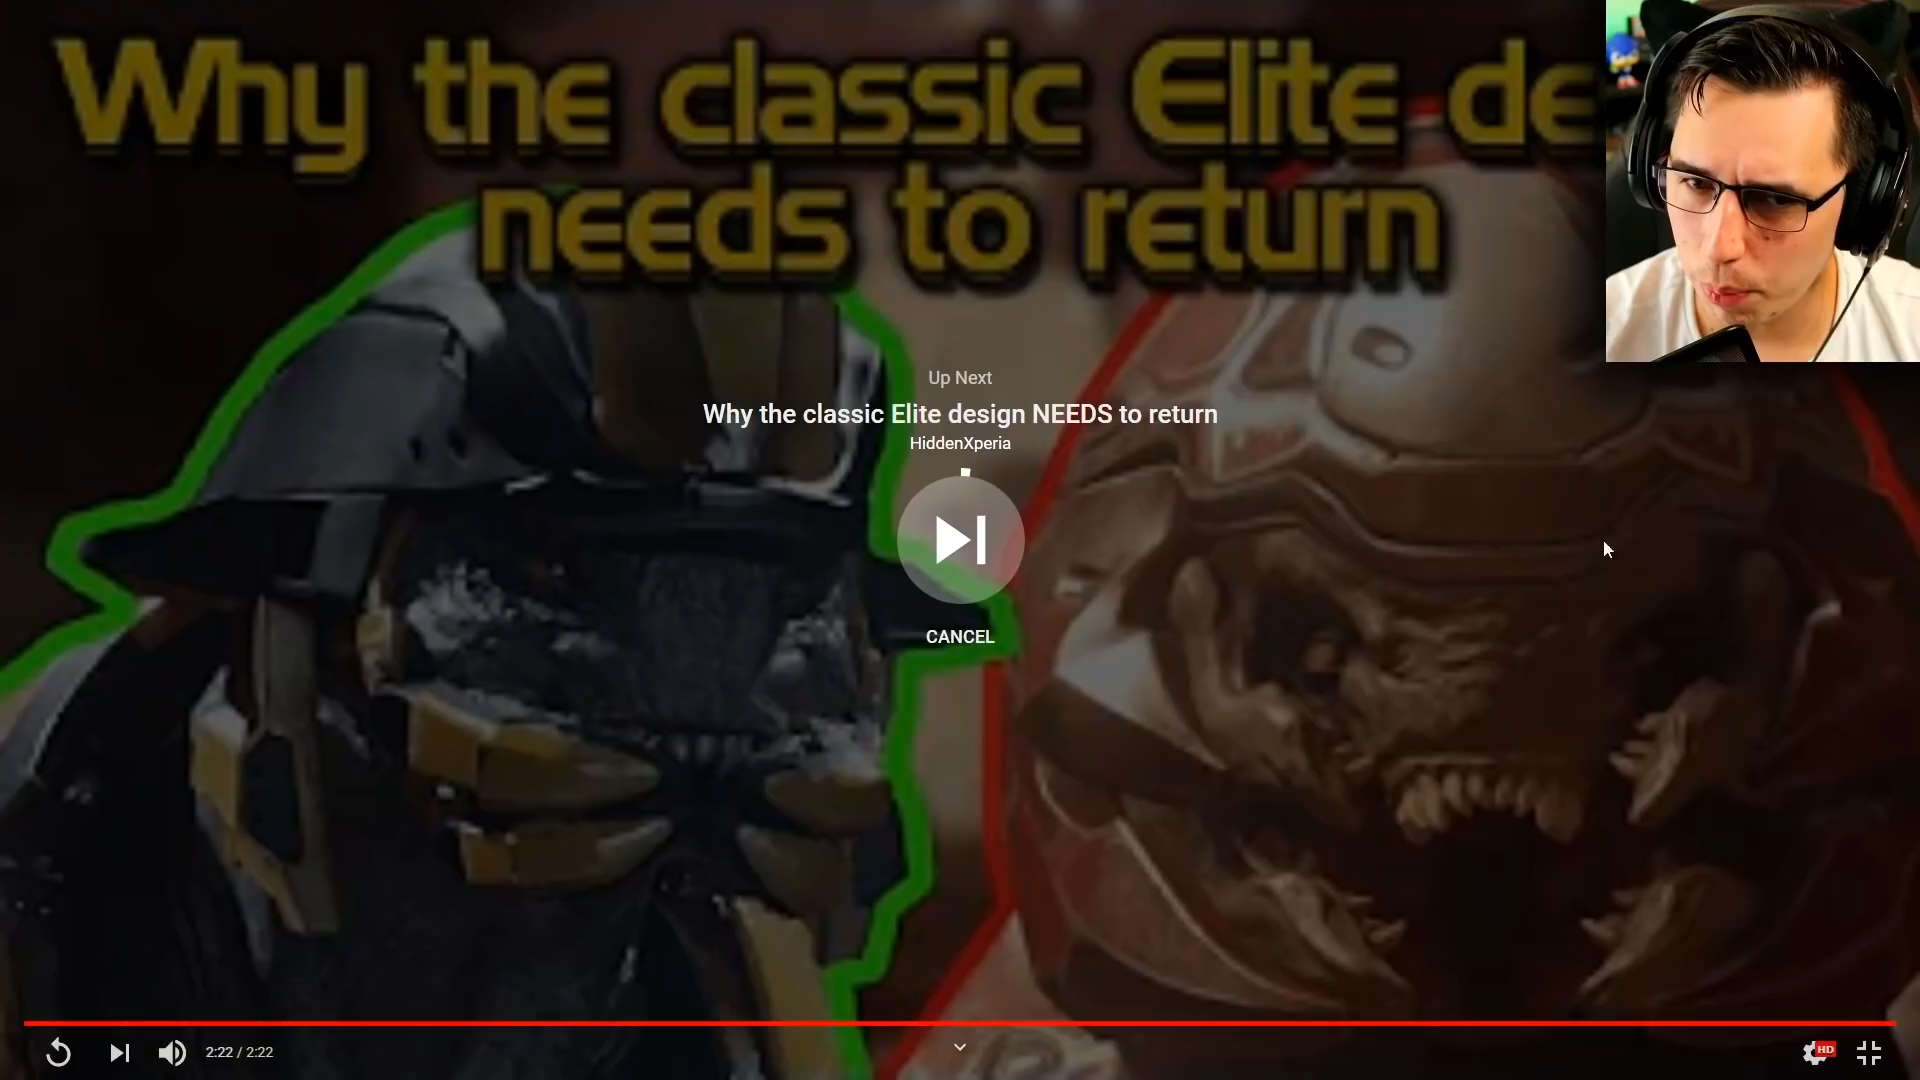 Why the classic Elite de
needs to return
Up Next
Why the classic Elite design NEEDS to return
HiddenXperia
CANCEL
2:22 / 2:22
HD